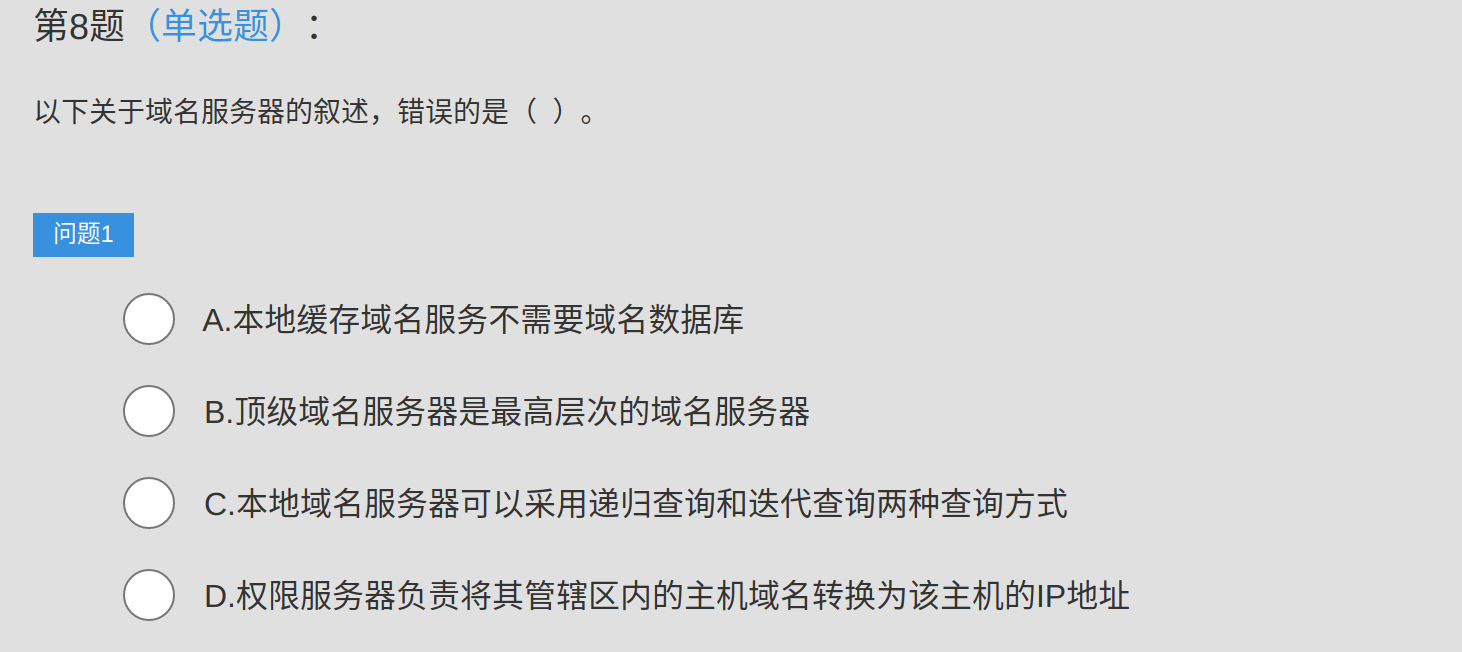 第8题（单选题）：
以下关于域名服务器的叙述，错误的是（ ）。
问题1
A.本地缓存域名服务不需要域名数据库
B.顶级域名服务器是最高层次的域名服务器
C.本地域名服务器可以采用递归查询和迭代查询两种查询方式
D.权限服务器负责将其管辖区内的主机域名转换为该主机的IP地址